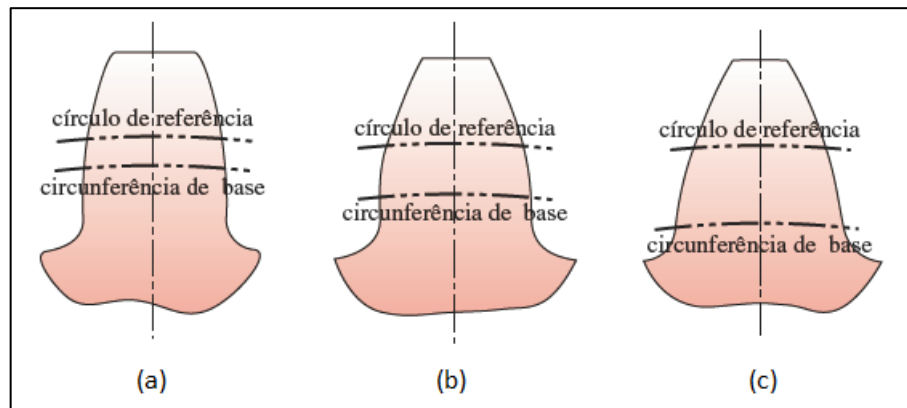 círculo de referência
circunferência de base
(a)
círculo de referência
circunferência de base
(b)
círculo de referência
circunferência de base
(c)